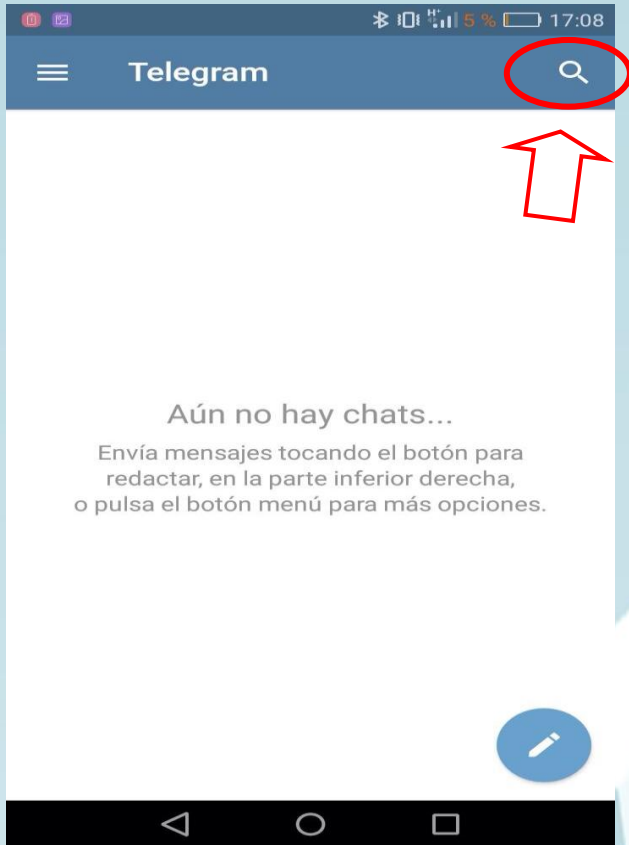 5 % 17:08
Telegram
Aún no hay chats...
Envía mensajes tocando el botón para
redactar, en la parte inferior derecha,
o pulsa el botón menú para más opciones.